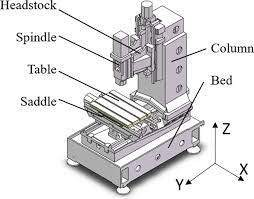 Headstock
Spindle
Column
Table
Bed
Saddle
Z
Y
X